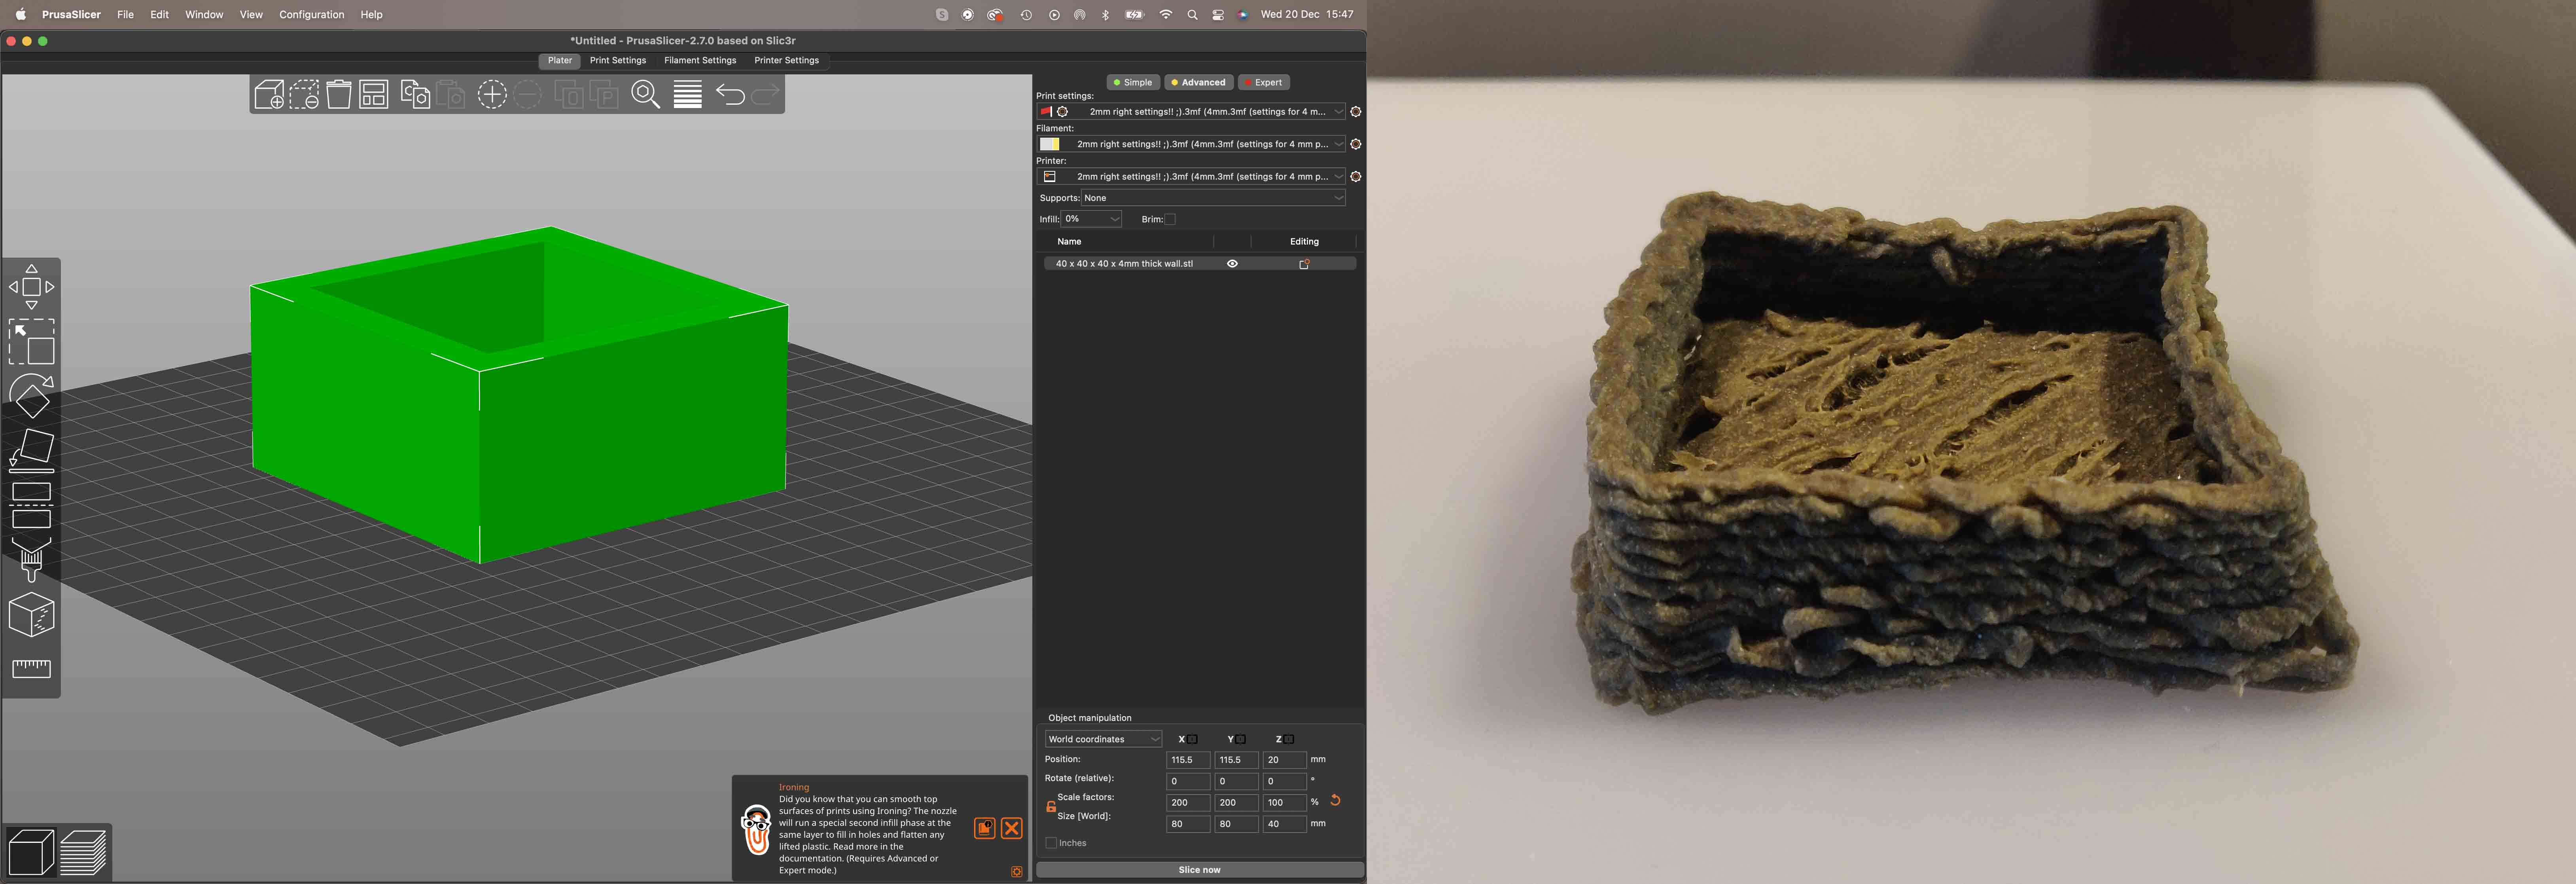 PrusaSlicer File Edit Window View Configuration Help
Wed 20 Dec 15:47
*Untitled - PrusaSlicer-2.7.0 based on Slic3r
Plater Print Settings Filament Settings Printer Settings
Simple Advanced Expert
Print settings:
2mm right settings!! ;).3mf (4mm.3mf (settings for 4 m...
Filament:
2mm right settings!! ;).3mf (4mm.3mf (settings for 4 mm p...
Printer:
2mm right settings!! ;).3mf (4mm.3mf (settings for 4 mm p...
Supports: None
Infill: 0% Brim:
Name Editing
40 x 40 x 40 x 4mm thick wall.stl
Object manipulation
World coordinates X Y Z
Position: 115.5 115.5 20 mm
Rotate (relative): 0 0 0 °
Scale factors: 200 200 100 %
Size [World]: 80 80 40 mm
Inches
Slice now
Ironing
Did you know that you can smooth top
surfaces of prints using Ironing? The nozzle
will run a special second infill phase at the
same layer to fill in holes and flatten any
lifted plastic. Read more in the
documentation. (Requires Advanced or
Expert mode.)